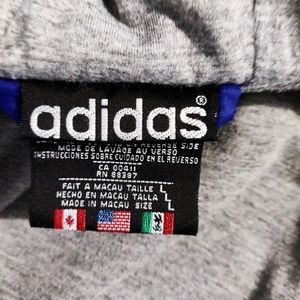 adidas®
MODE DE LAVAGE AU VERSO
INSTRUCCIONES SOBRE CUIDADO EN EL REVERSO
CA 00411
RN 88387
FAIT A MACAU TAILLE L
HECHO EN MACAU TALLA L
MADE IN MACAU SIZE L